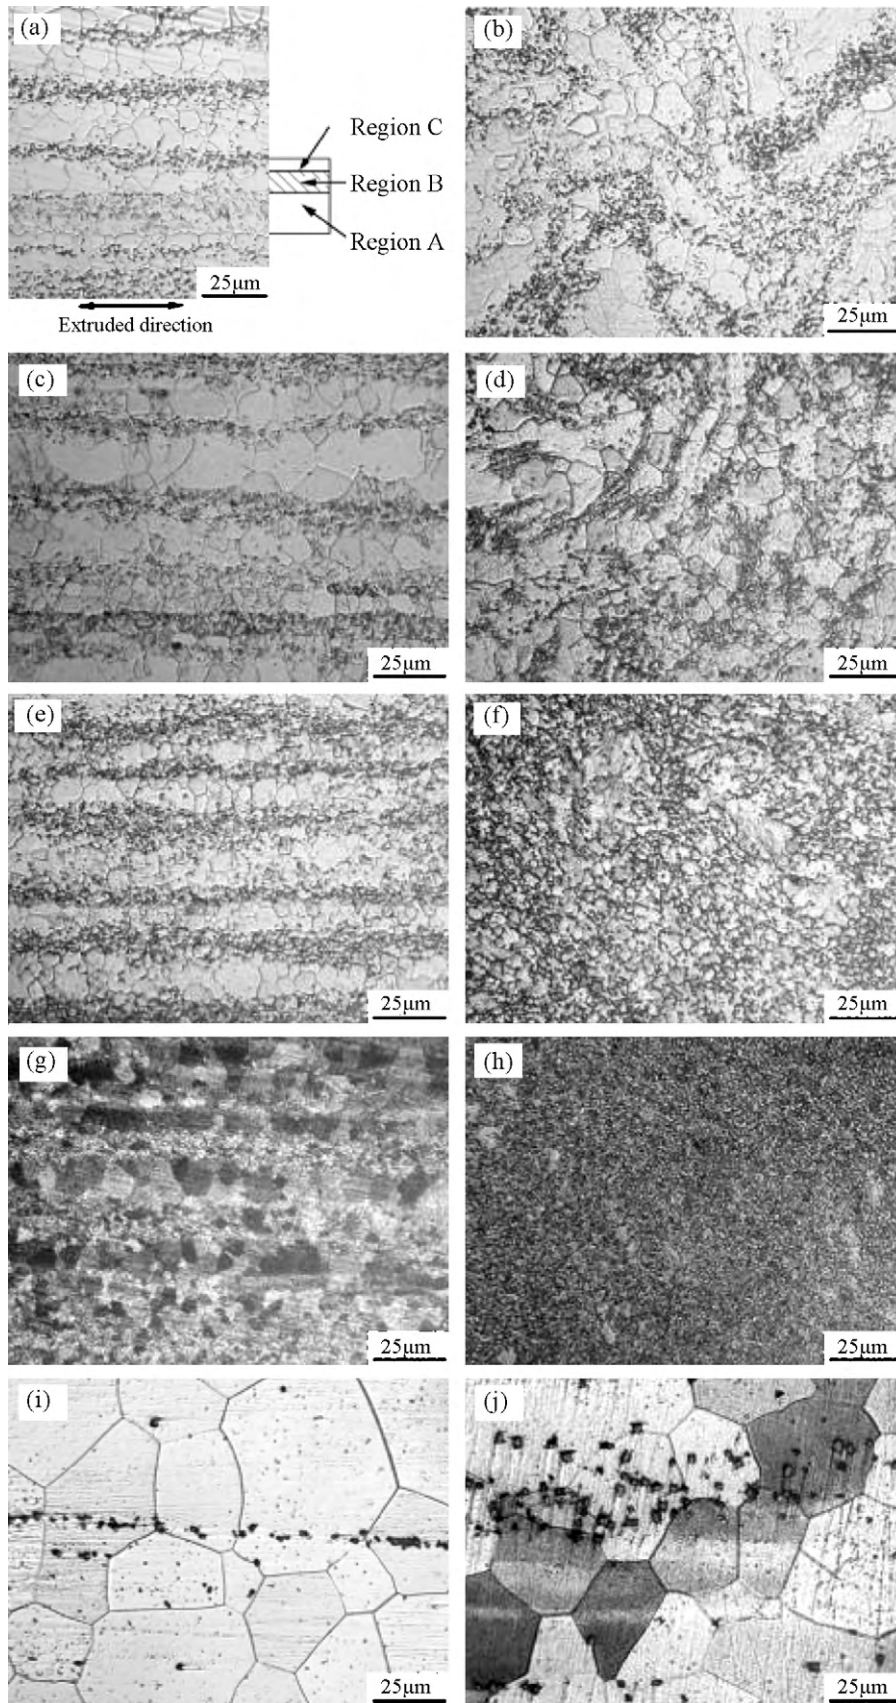 (a)
(b)
Region C
Region B
Region A
25μm
Extruded direction
25μm
(c)
(d)
25μm
25μm
(e)
(f)
25μm
25μm
(g)
(h)
25μm
25μm
(i)
(j)
25μm
25μm